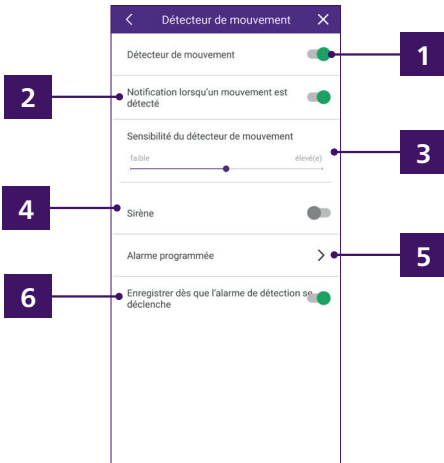 Détecteur de mouvement
1
Détecteur de mouvement
2
Notification lorsqu'un mouvement est
détecté
3
Sensibilité du détecteur de mouvement
faible
élevé(e)
4
Sirène
5
Alarme programmée
6
Enregistrer dès que l'alarme de détection se
déclenche